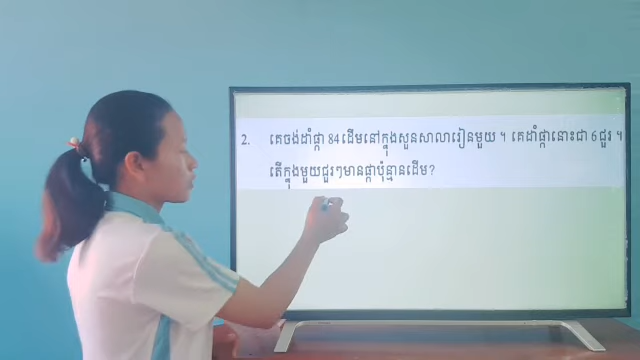 2. គេចង់ដាំផ្កា 84 ដើមនៅក្នុងសួនសាលារៀនមួយ ។ គេដាំផ្កានោះជា 6 ជួរ ។
តើក្នុងមួយជួរៗមានផ្កាប៉ុន្មានដើម?